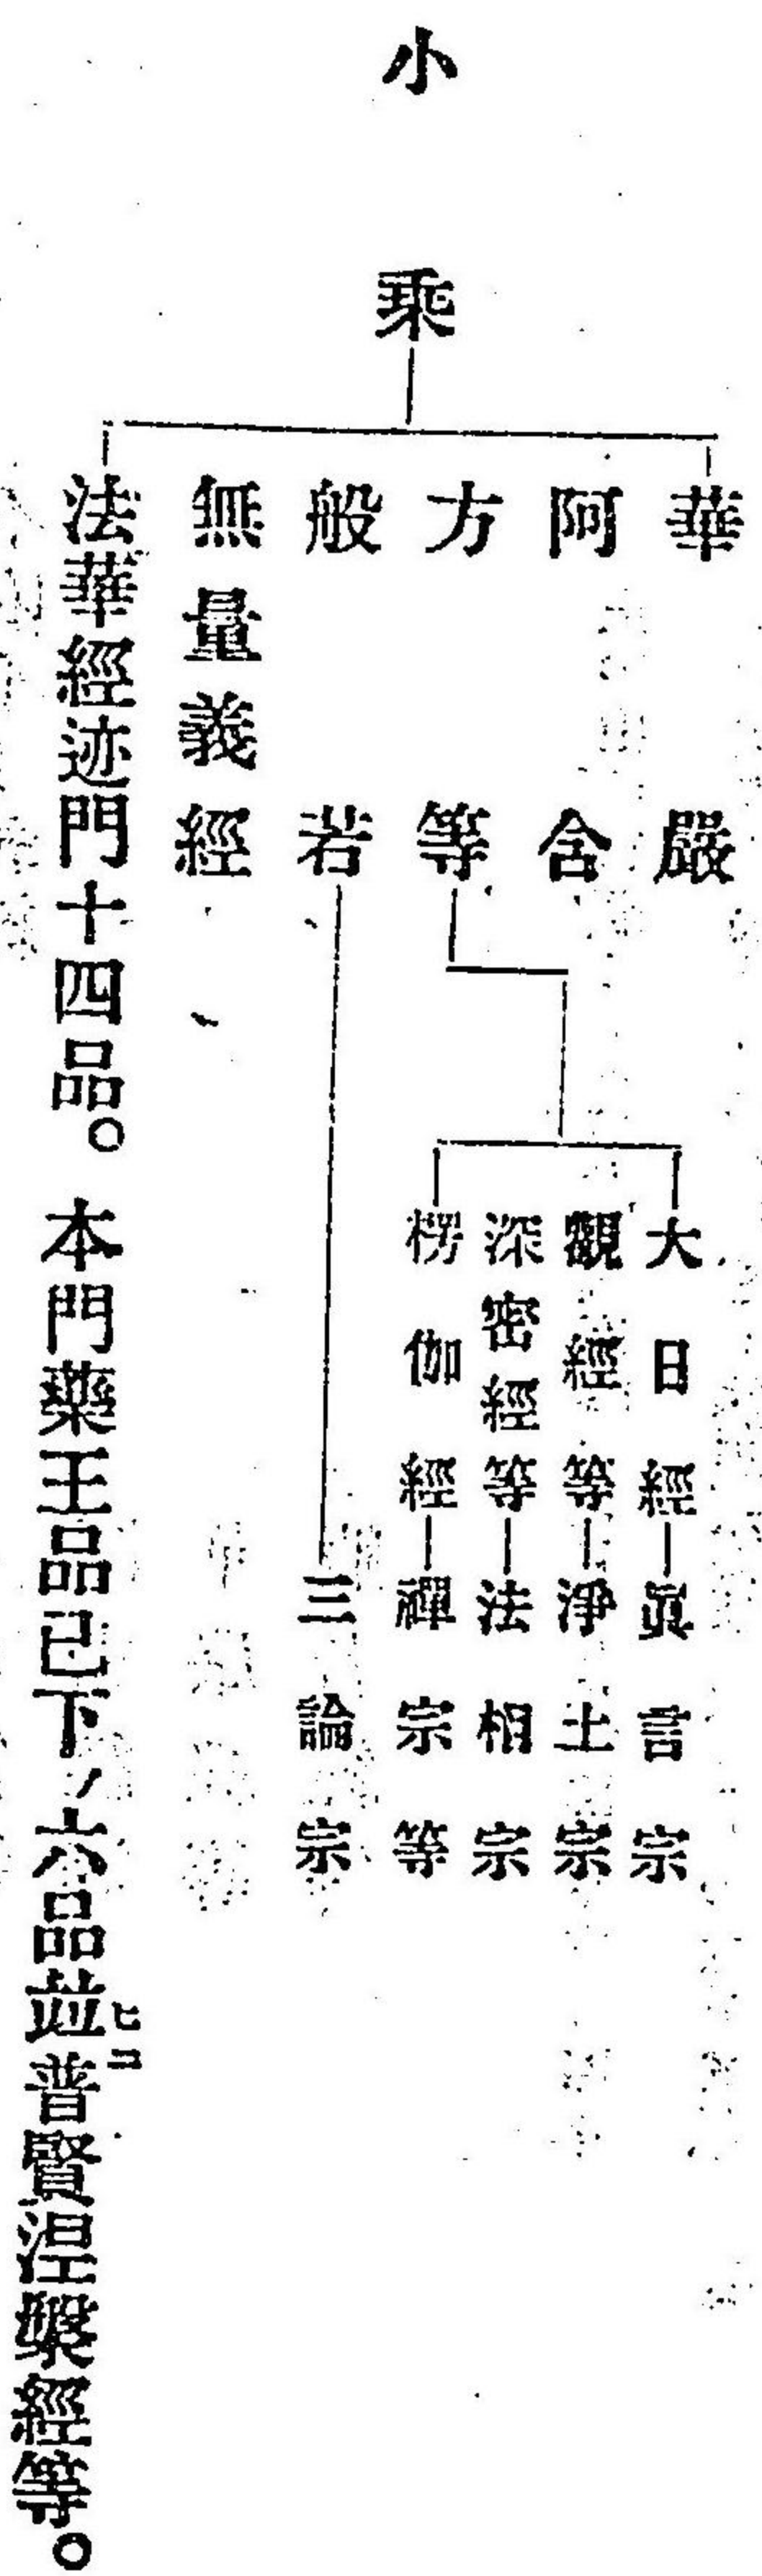 小乘
華嚴
阿含
方等
大日經―眞言宗
觀經等―淨土宗
深密經等―法相宗
楞伽經―禪宗等
般若
三論宗
無量義經
法華經迹門十四品。本門藥王品已下ノ六品並ヒニ普賢涅槃經等。